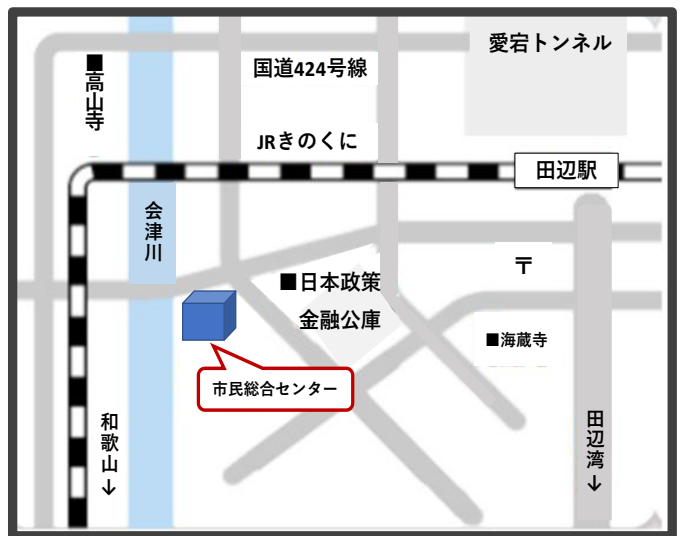 愛宕トンネル
国道424号線
■高山寺
JRきのくに
田辺駅
会津川
〒
■日本政策
金融公庫
■海蔵寺
市民総合センター
和歌山↓
田辺湾↓